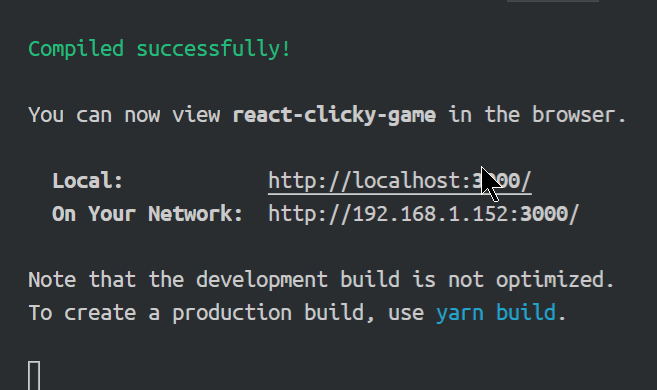 Compiled successfully!
You can now view react-clicky-game in the browser.
Local: http://localhost:3000/
On Your Network: http://192.168.1.152:3000/
Note that the development build is not optimized.
To create a production build, use yarn build.